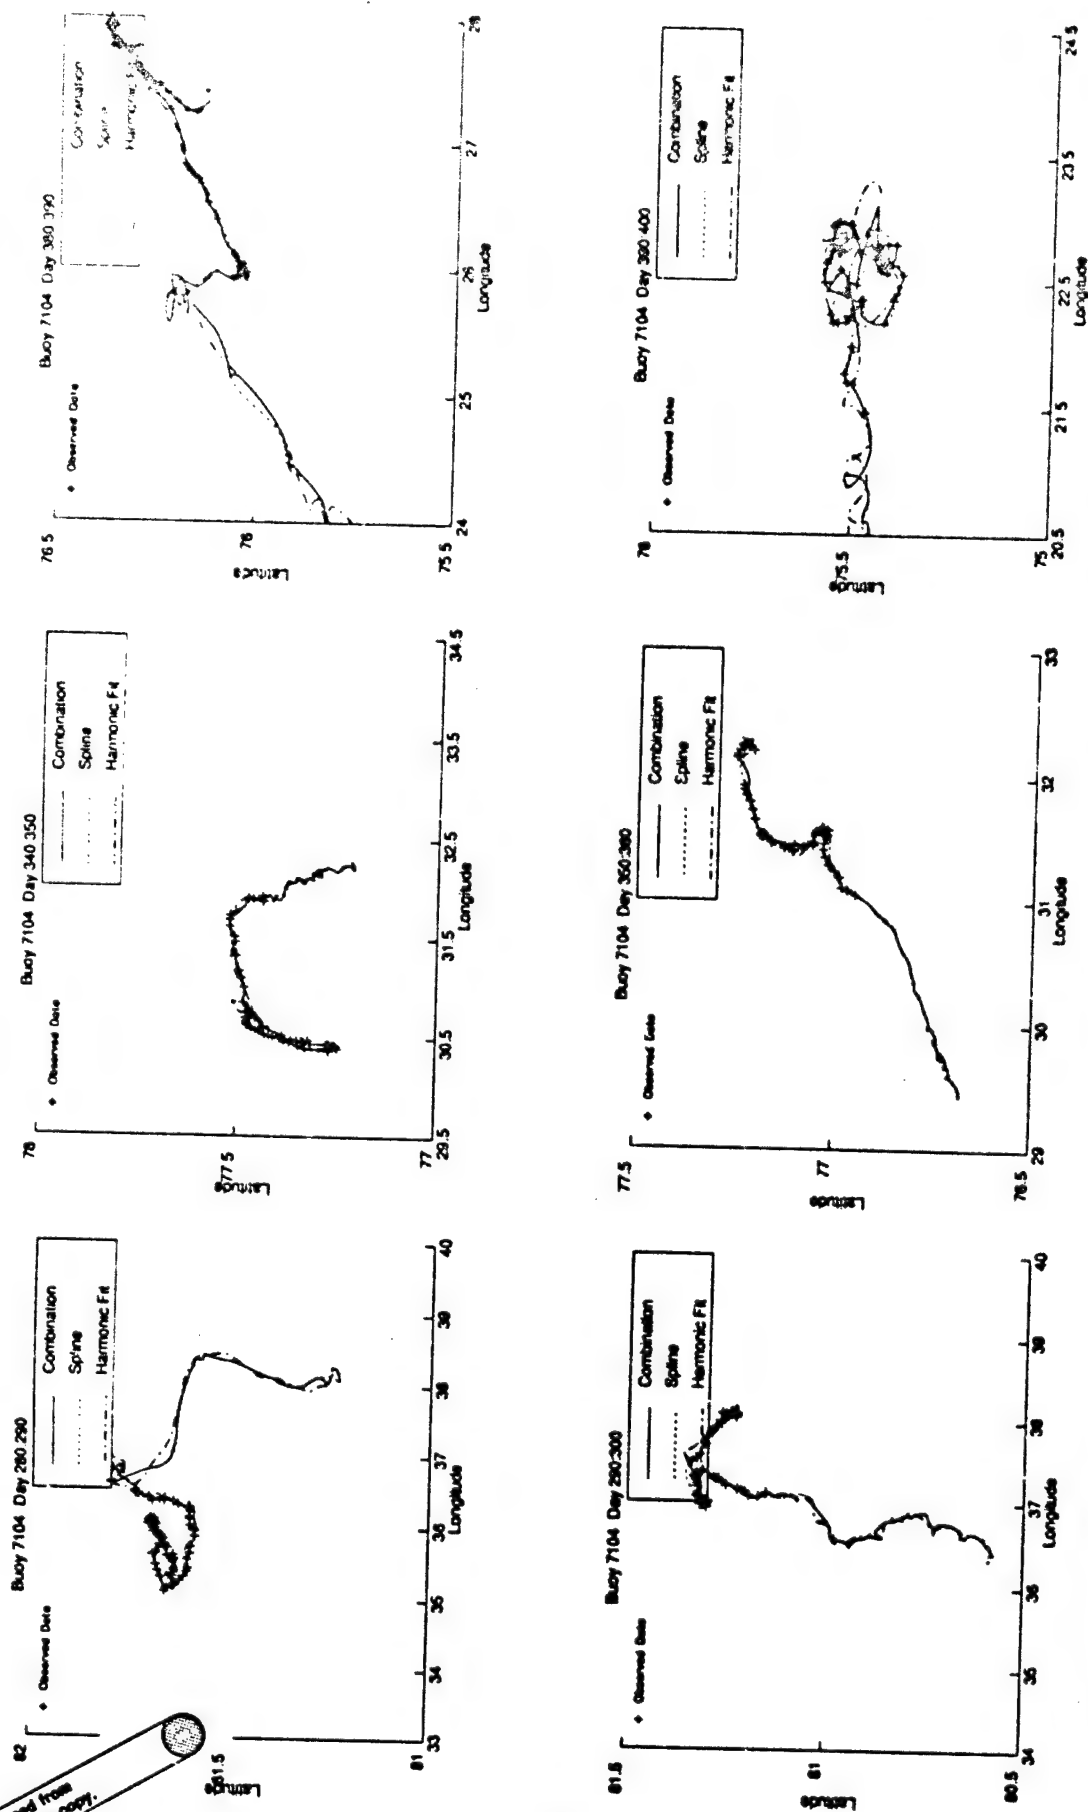 Buoy 7104 Day 280 290
+ Observed Data
Combination
Spline
Harmonic Fit
82
81.5
81
Latitude
33
34
35
36
37
38
39
40
Longitude
Buoy 7104 Day 340 350
+ Observed Data
Combination
Spline
Harmonic Fit
78
77.5
77
Latitude
29.5
30.5
31.5
32.5
33.5
34.5
Longitude
Buoy 7104 Day 380 390
+ Observed Data
Combination
Spline
Harmonic Fit
76.5
76
75.5
Latitude
24
25
26
27
28
Longitude
Buoy 7104 Day 290:300
+ Observed Data
Combination
Spline
Harmonic Fit
81.5
81
80.5
Latitude
34
35
36
37
38
39
40
Longitude
Buoy 7104 Day 350:360
+ Observed Data
Combination
Spline
Harmonic Fit
77.5
77
76.5
Latitude
29
30
31
32
33
Longitude
Buoy 7104 Day 390:400
+ Observed Data
Combination
Spline
Harmonic Fit
76
75.5
75
Latitude
20.5
21.5
22.5
23.5
24.5
Longitude
from
copy.